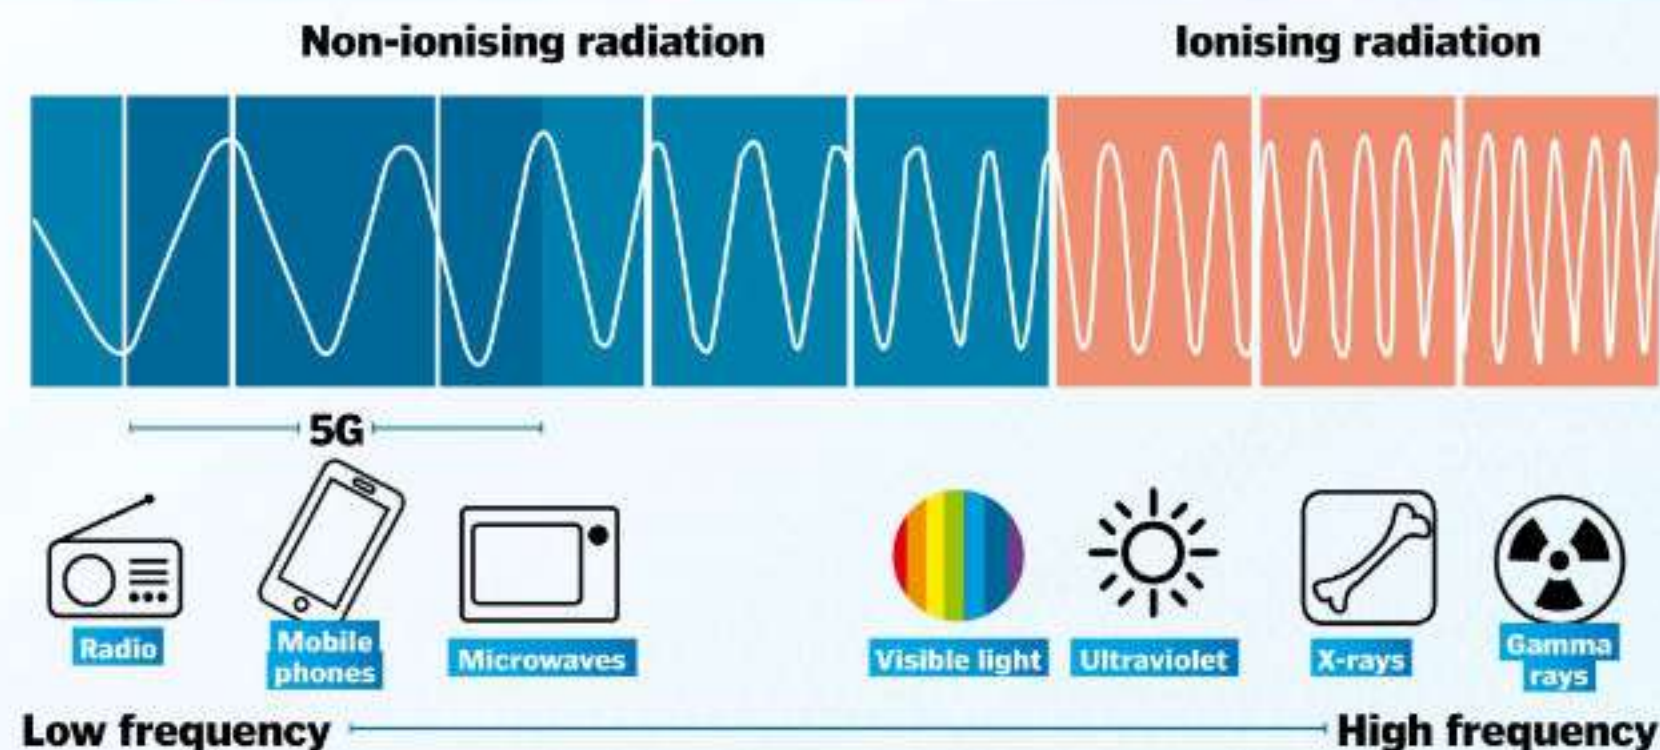 Non-ionising radiation
Ionising radiation
5G
Radio
Mobile
phones
Microwaves
Visible light
Ultraviolet
X-rays
Gamma
rays
Low frequency
High frequency